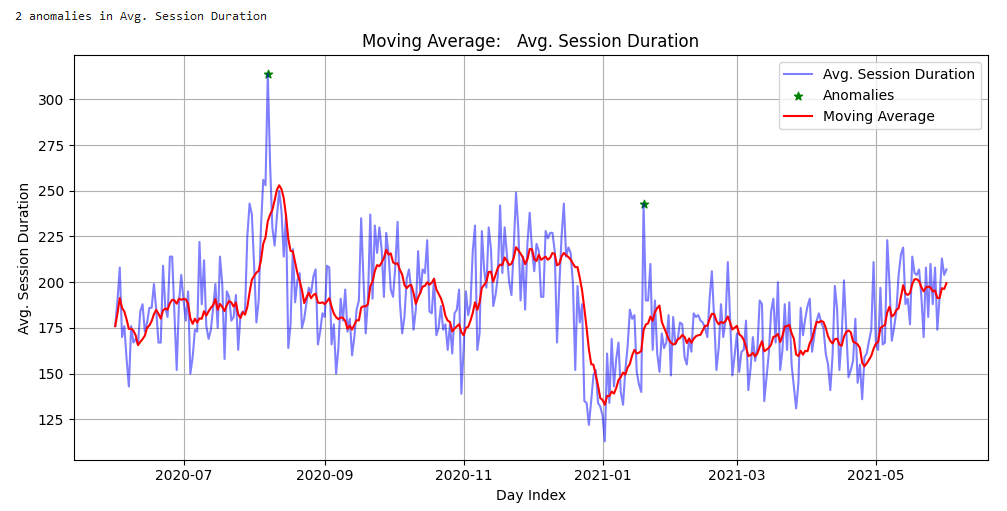 2 anomalies in Avg. Session Duration
Moving Average:   Avg. Session Duration
Avg. Session Duration
Anomalies
Moving Average
300
275
250
225
200
175
150
125
Avg. Session Duration
2020-07
2020-09
2020-11
2021-01
2021-03
2021-05
Day Index